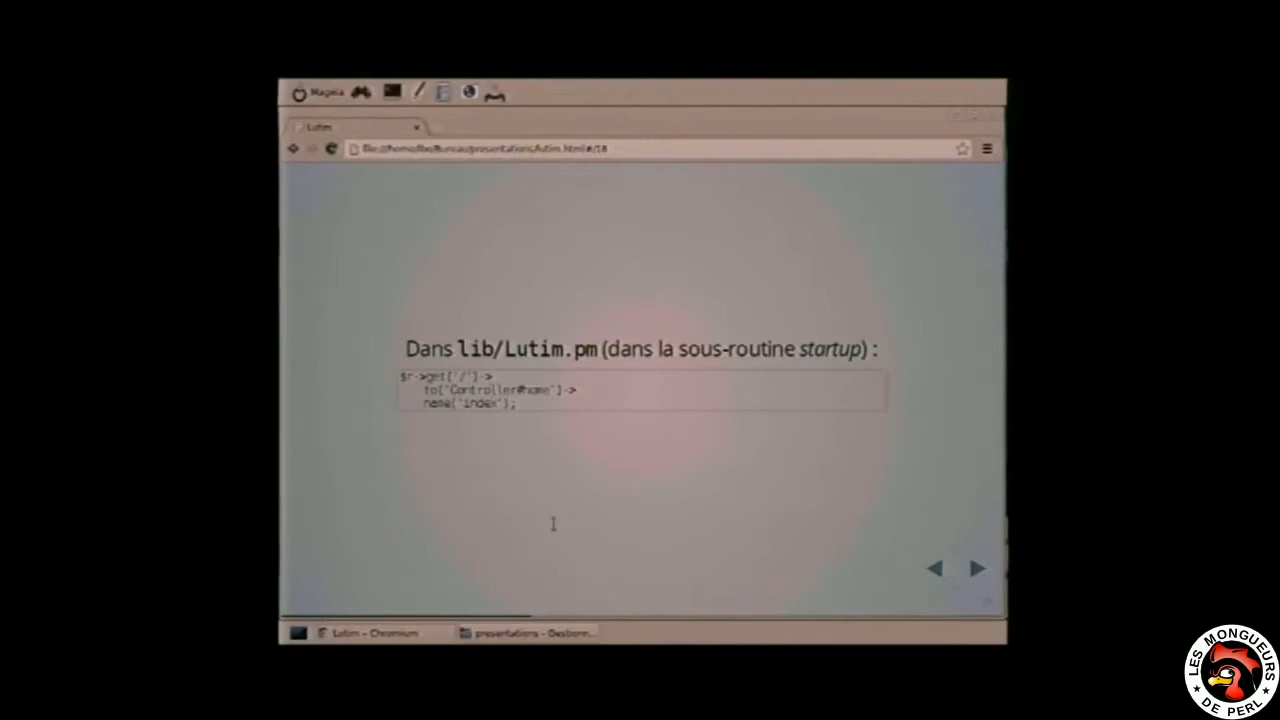 Mageia
Lutim
Dans lib/Lutim.pm (dans la sous-routine startup) :
$r->get('/')->
to('Controller#home')->
name('index');
Lutim - Chromium
presentations -
LES MONGUEURS
DE PERL